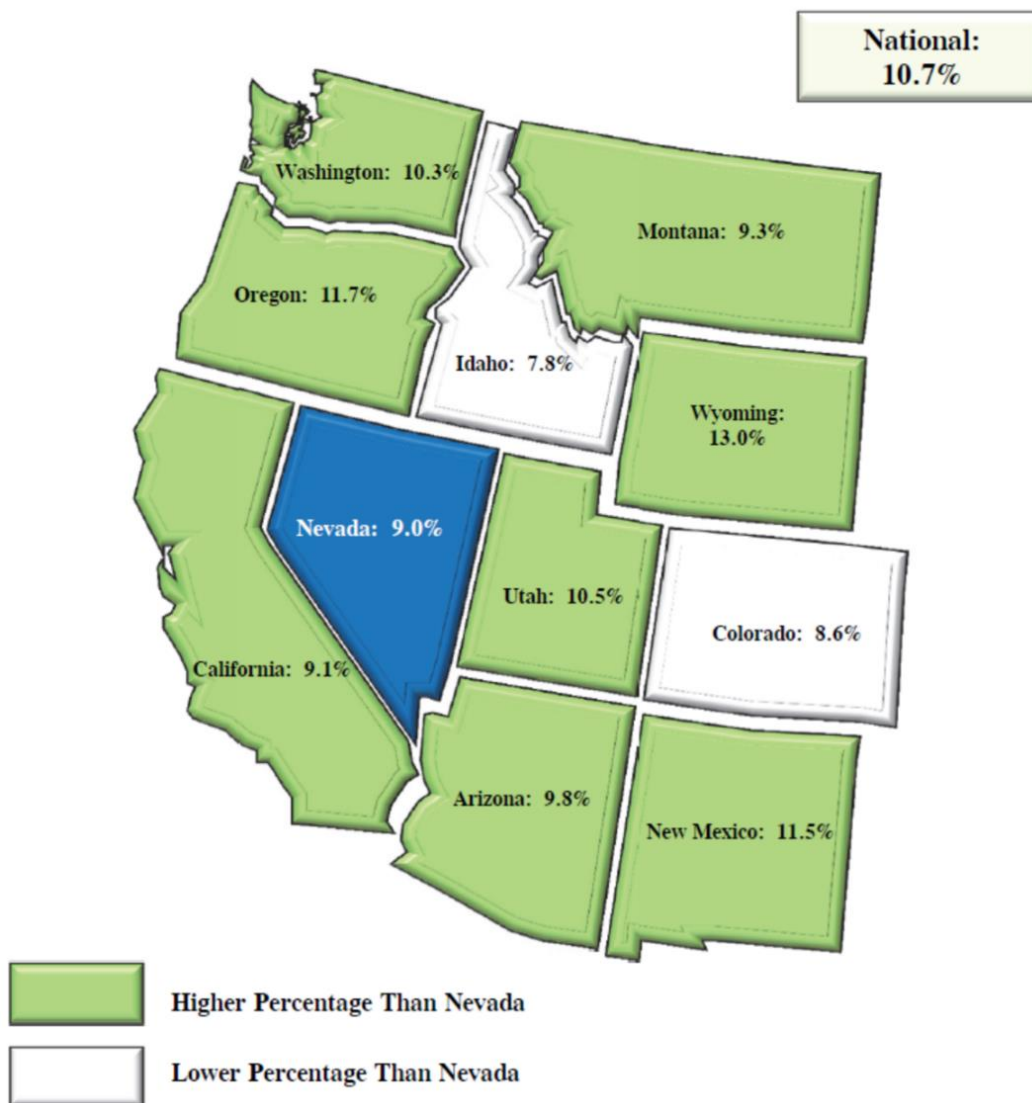 National:
10.7%
Washington:  10.3%
Montana:  9.3%
Oregon:  11.7%
Idaho:  7.8%
Wyoming:
13.0%
Nevada:  9.0%
Utah:  10.5%
Colorado:  8.6%
California:  9.1%
Arizona:  9.8%
New Mexico:  11.5%
Higher Percentage Than Nevada
Lower Percentage Than Nevada